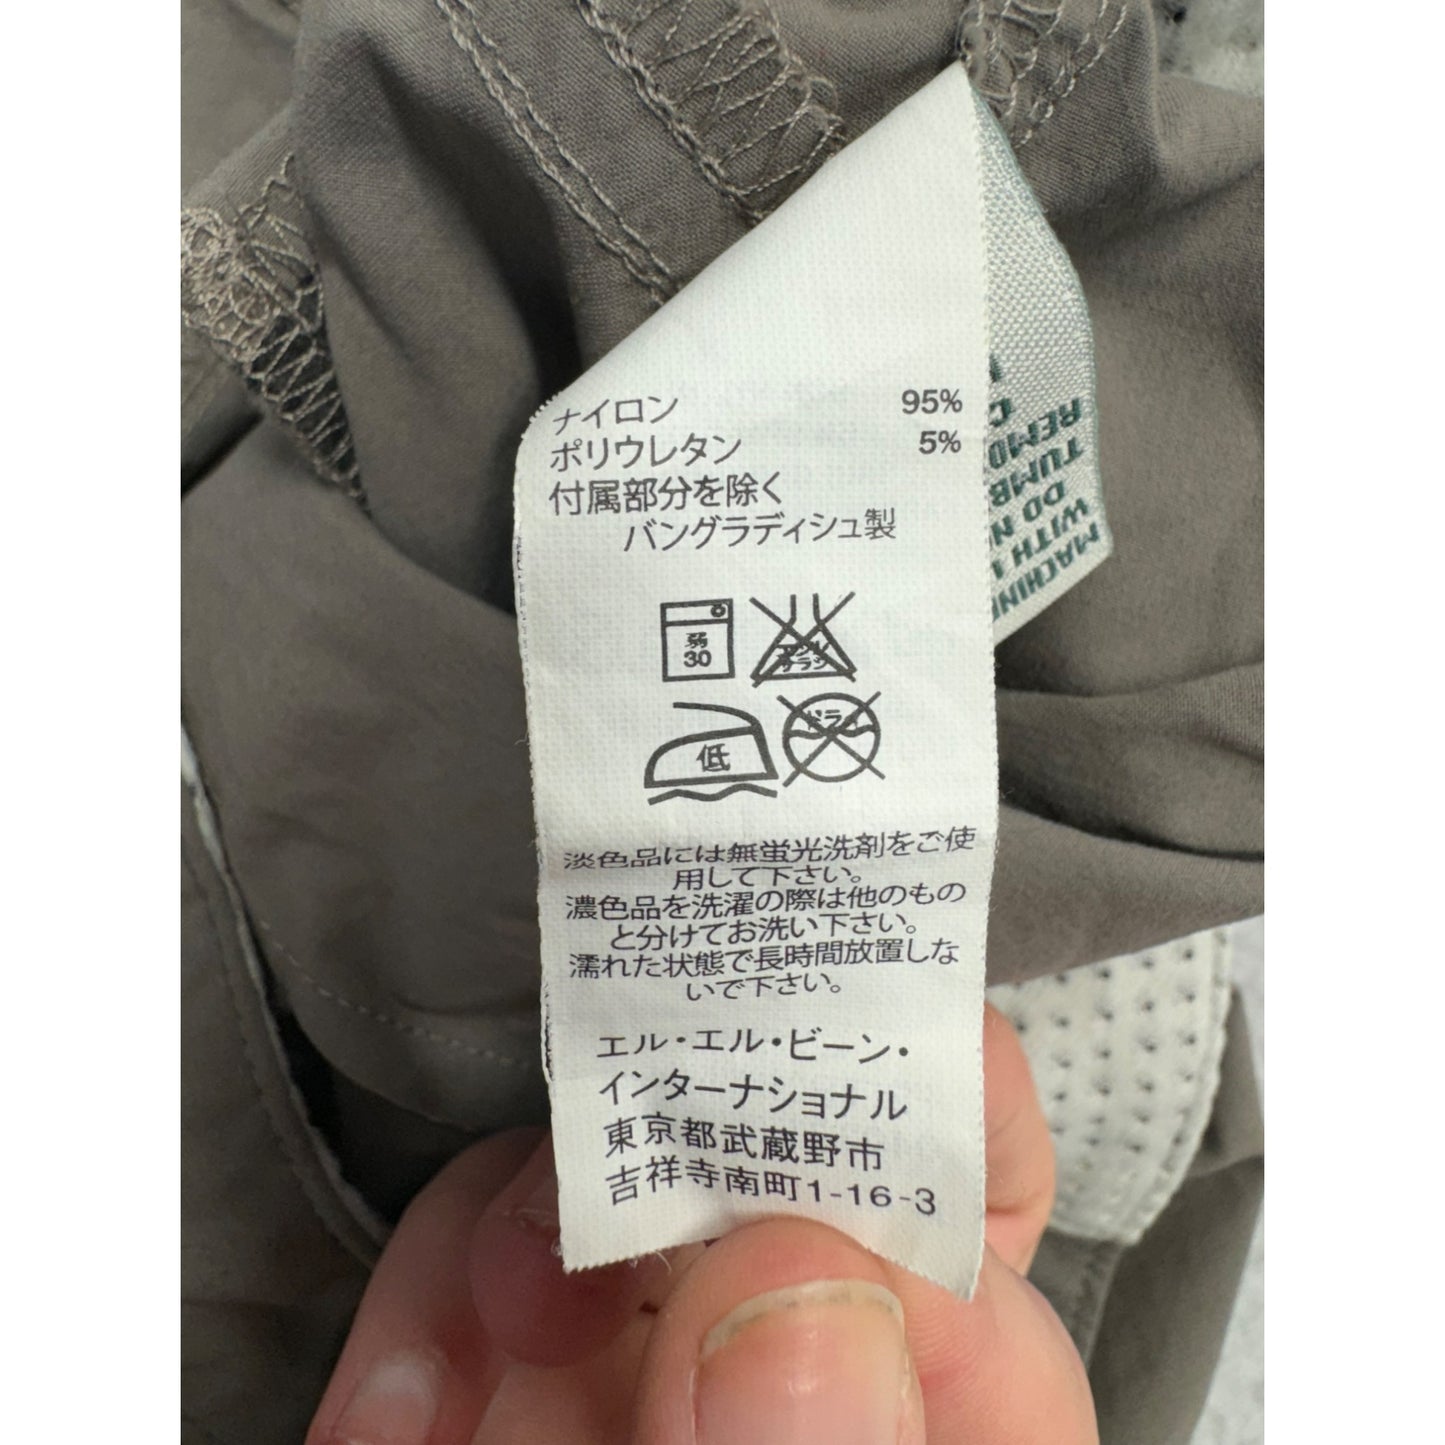 ナイロン 95%
ポリウレタン 5%
付属部分を除く
バングラディシュ製
弱
30
低
ドライ
淡色品には無蛍光洗剤をご使
用して下さい。
濃色品を洗濯の際は他のもの
と分けてお洗い下さい。
濡れた状態で長時間放置しな
いで下さい。
エル・エル・ビーン・
インターナショナル
東京都武蔵野市
吉祥寺南町1-16-3
MACHINE
WITH
DO N
TUMB
REMO
C